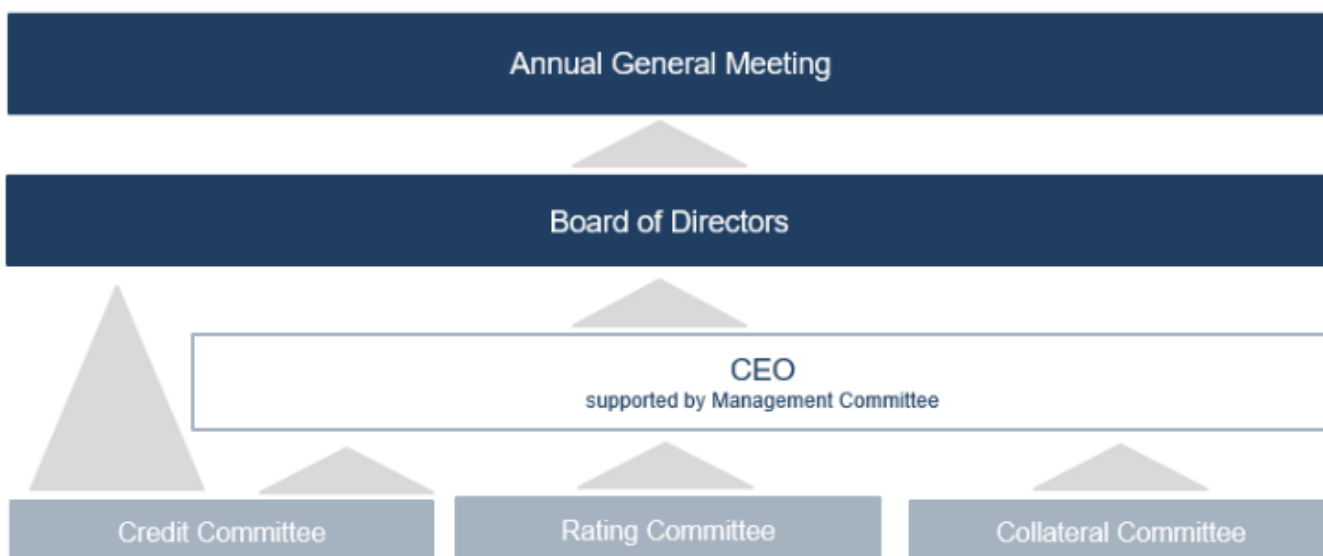 Annual General Meeting
Board of Directors
CEO
supported by Management Committee
Credit Committee
Rating Committee
Collateral Committee